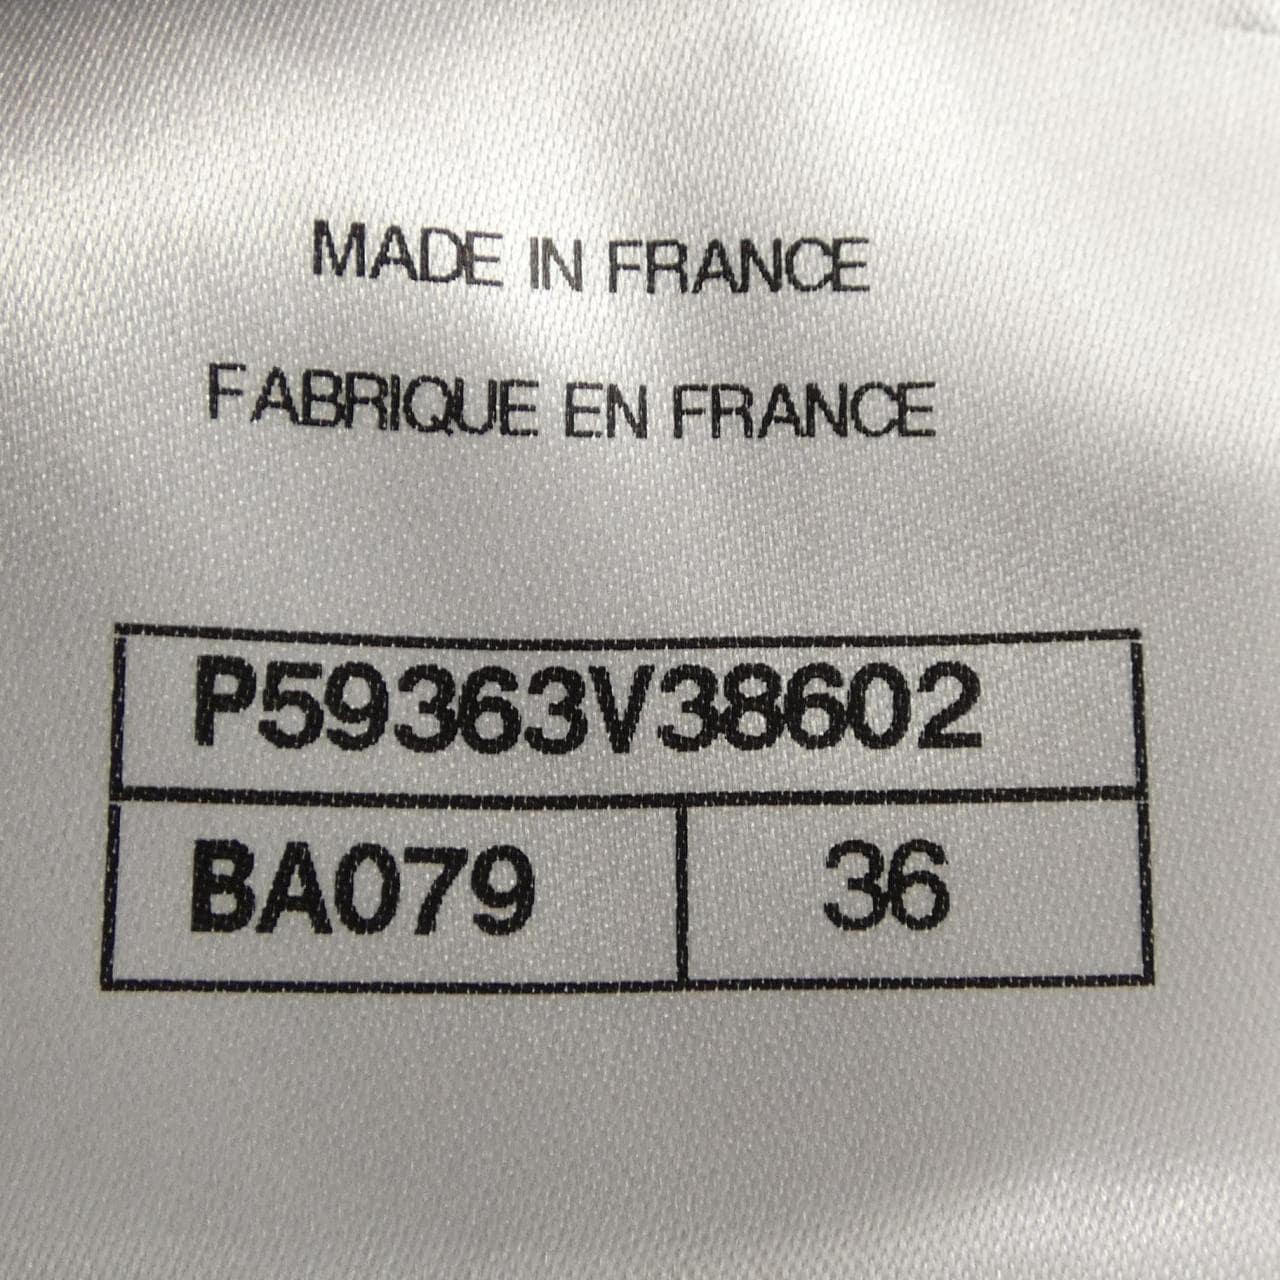 MADE IN FRANCE
FABRIQUE EN FRANCE
P59363V38602
BA079 36